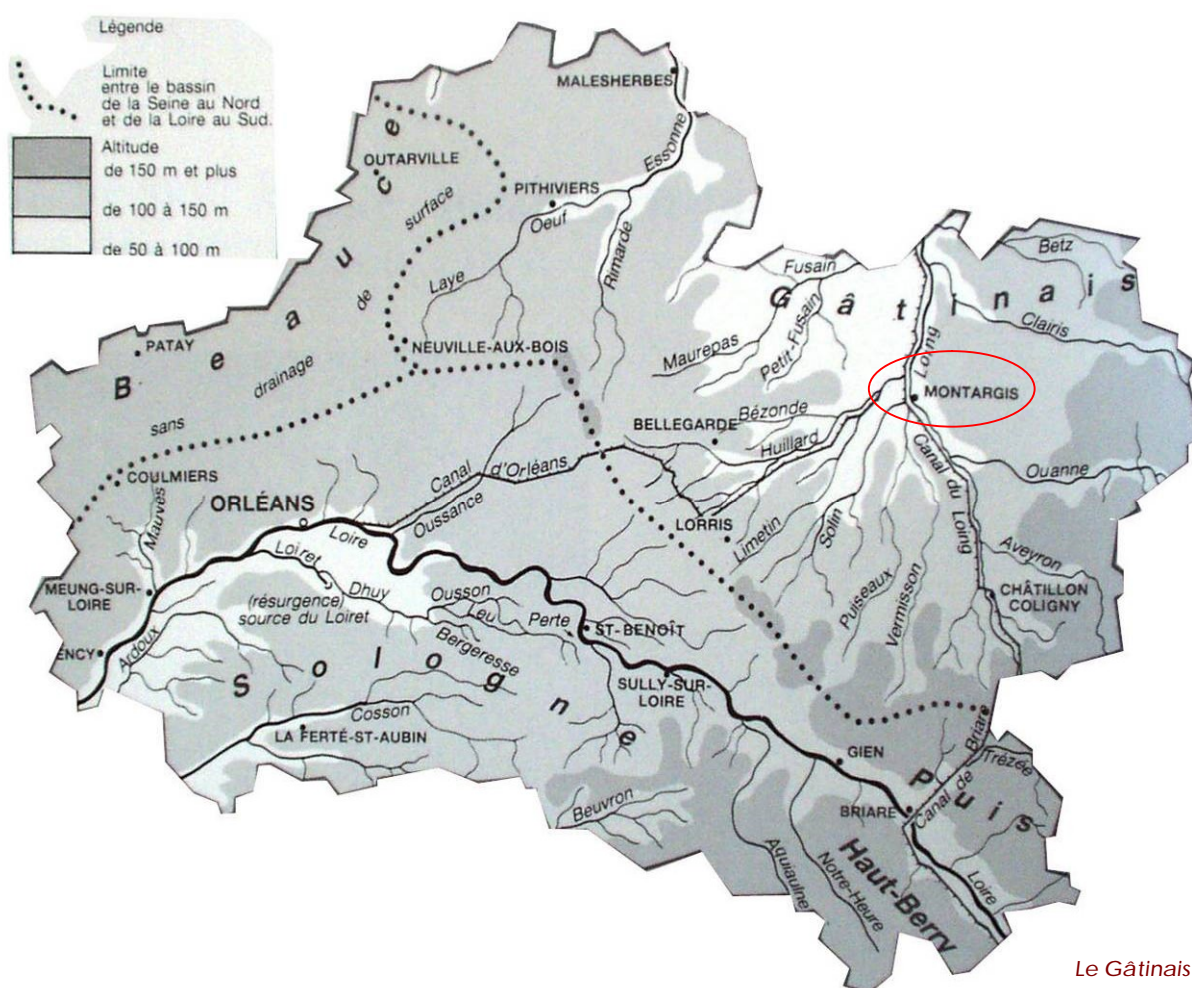 Légende
Limite
entre le bassin
de la Seine au Nord
et de la Loire au Sud.
Altitude
de 150 m et plus
de 100 à 150 m
de 50 à 100 m
MALESHERBES
Essonne
OUTARVILLE
PITHIVIERS
Oeuf
Rimarde
Laye
Beauce
sans drainage de surface
PATAY
NEUVILLE-AUX-BOIS
Fusain
Betz
Gâtinais
Clairis
Maurepas
Petit-Fusain
Loing
MONTARGIS
BELLEGARDE
Bézonde
Huillard
Canal d'Orléans
Oussance
COULMIERS
Mauves
ORLÉANS
Loire
LORRIS
Limetin
Solin
Canal du Loing
Ouanne
Aveyron
Puiseaux
Vermisson
CHÂTILLON
COLIGNY
MEUNG-SUR-
LOIRE
Loiret
(résurgence)
source du Loiret
Dhuy
Ousson
Leu
Perte
ST-BENOÎT
Bergeresse
ENCY
Ardoux
Sologne
SULLY-SUR-
LOIRE
Cosson
LA FERTÉ-ST-AUBIN
GIEN
Puis
Canal de Briare
Trézée
BRIARE
Beuvron
Aquiaulne
Notre-Heure
Haut-Berry
Loire
Le Gâtinais